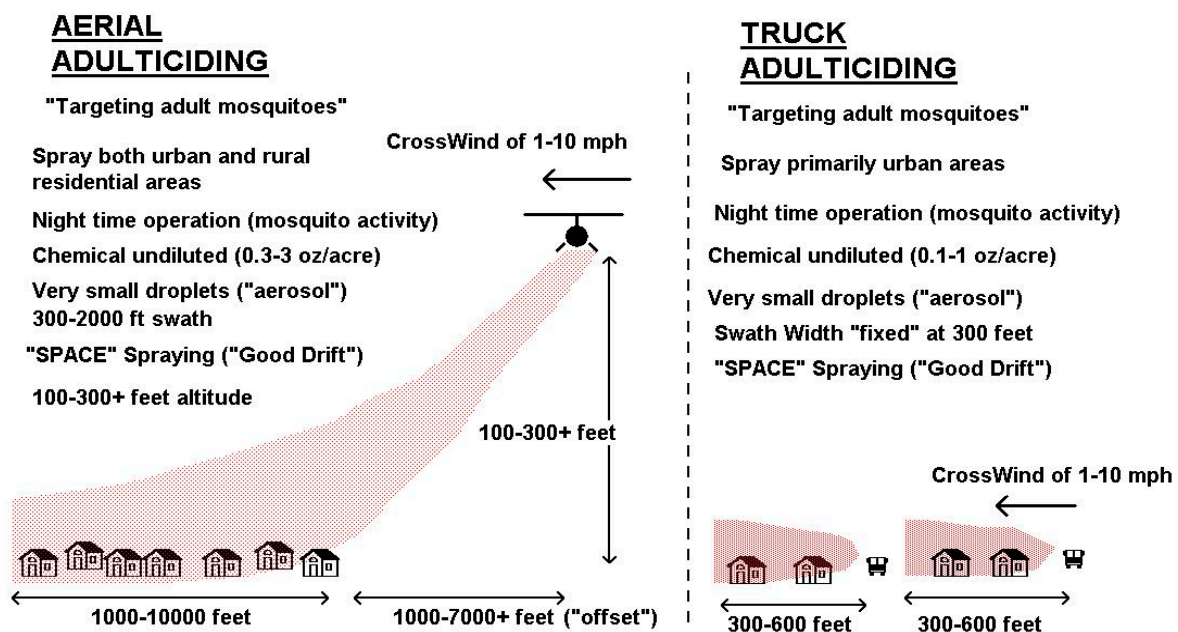 AERIAL
ADULTICIDING
"Targeting adult mosquitoes"
Spray both urban and rural
residential areas
Night time operation (mosquito activity)
Chemical undiluted (0.3-3 oz/acre)
Very small droplets ("aerosol")
300-2000 ft swath
"SPACE" Spraying ("Good Drift")
100-300+ feet altitude
CrossWind of 1-10 mph
100-300+ feet
1000-10000 feet
1000-7000+ feet ("offset")
TRUCK
ADULTICIDING
"Targeting adult mosquitoes"
Spray primarily urban areas
Night time operation (mosquito activity)
Chemical undiluted (0.1-1 oz/acre)
Very small droplets ("aerosol")
Swath Width "fixed" at 300 feet
"SPACE" Spraying ("Good Drift")
CrossWind of 1-10 mph
300-600 feet
300-600 feet